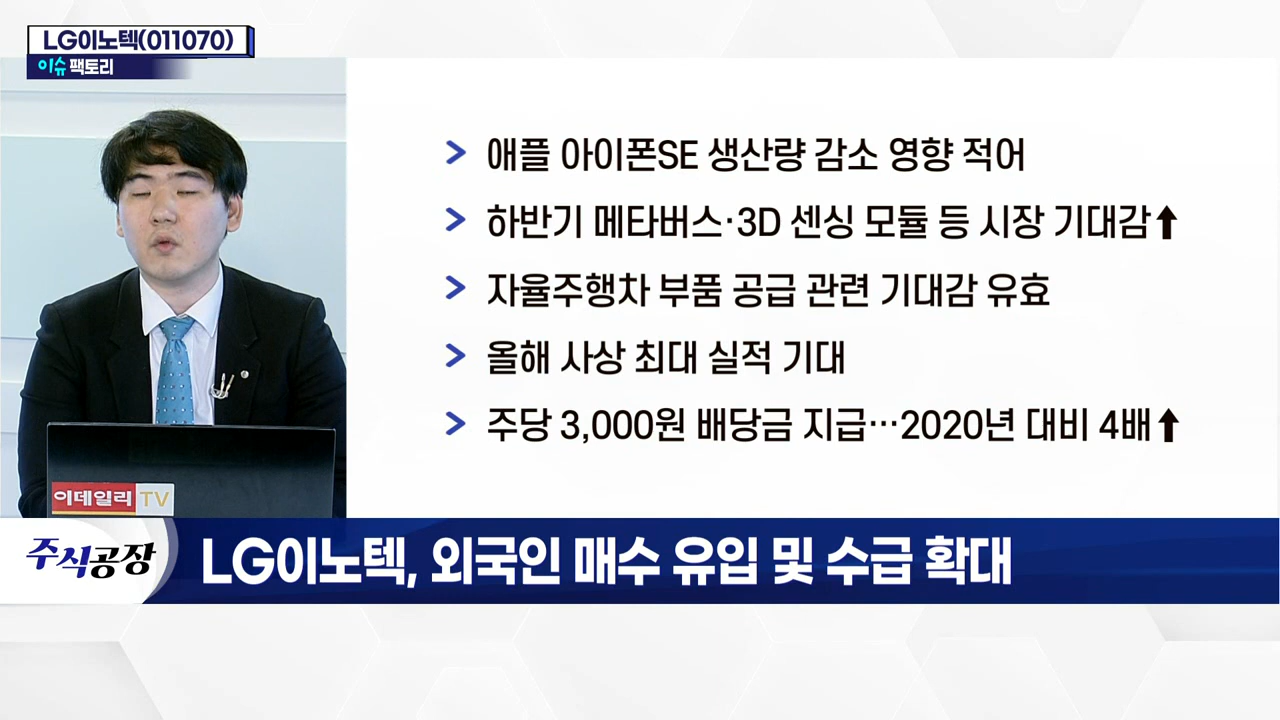 LG이노텍(011070)
이슈 팩토리
> 애플 아이폰SE 생산량 감소 영향 적어
> 하반기 메타버스·3D 센싱 모듈 등 시장 기대감⬆
> 자율주행차 부품 공급 관련 기대감 유효
> 올해 사상 최대 실적 기대
> 주당 3,000원 배당금 지급…2020년 대비 4배⬆
이데일리 TV
주식공장
LG이노텍, 외국인 매수 유입 및 수급 확대